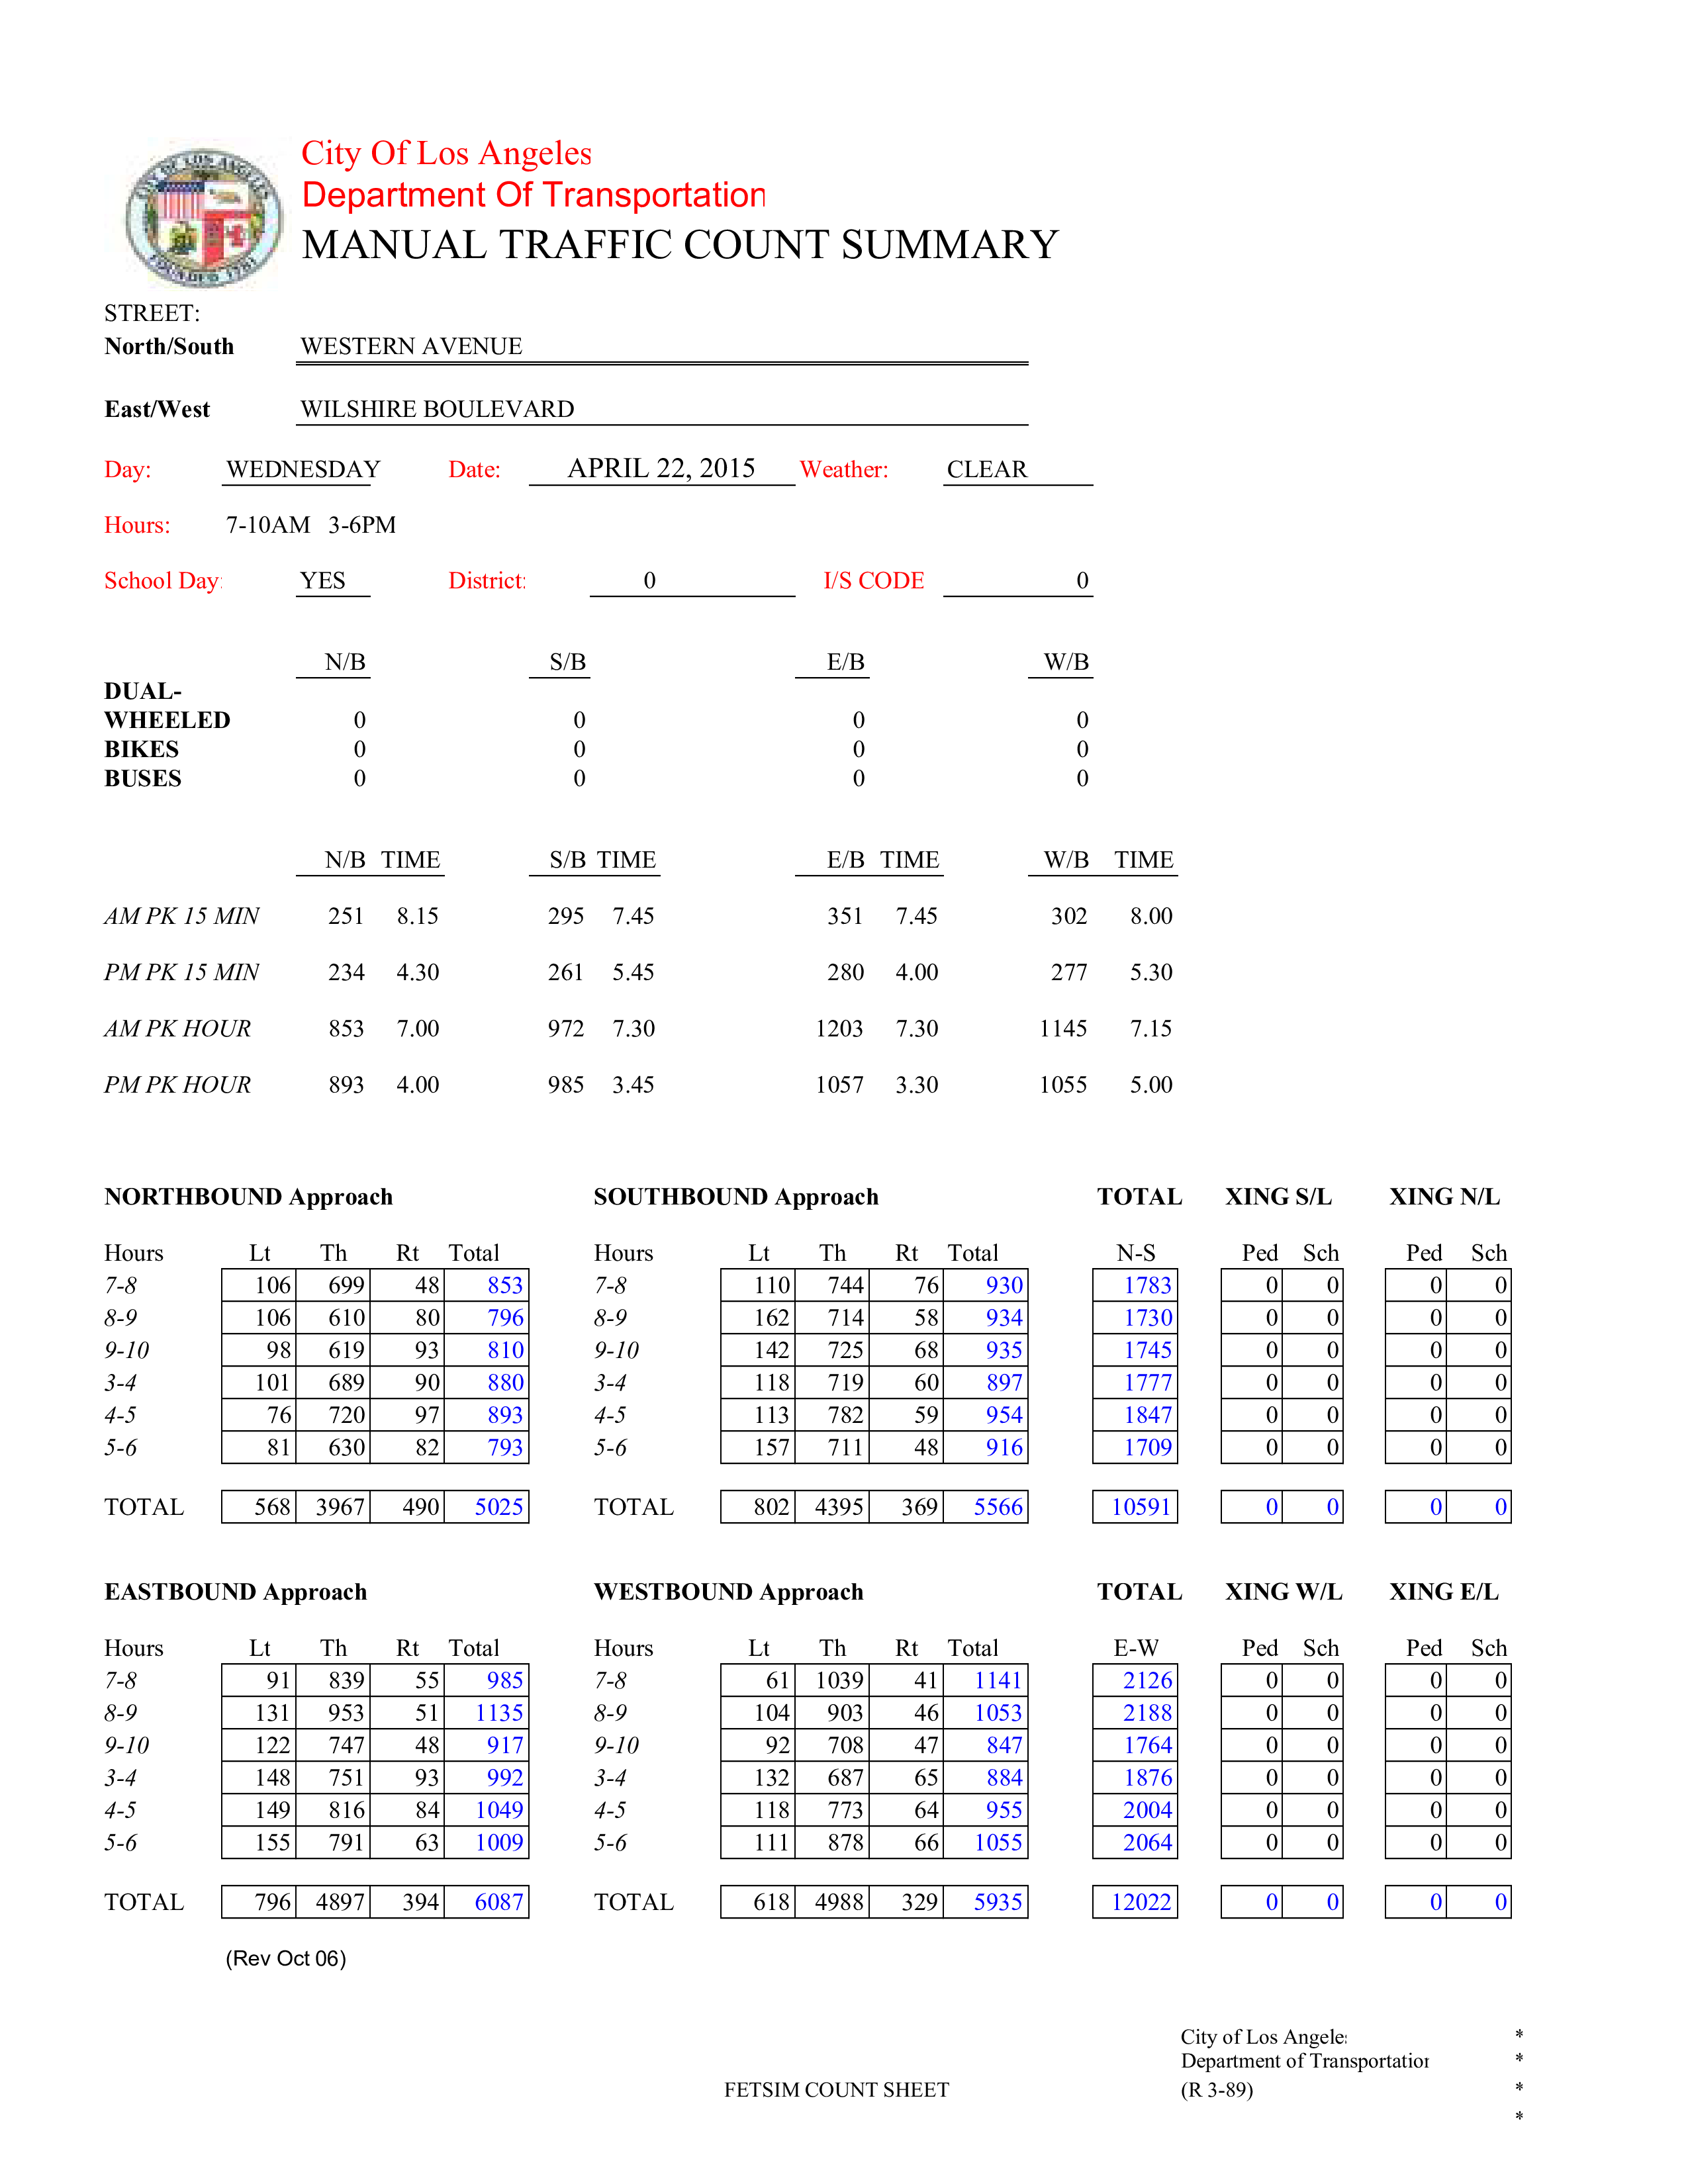 City Of Los Angeles
Department Of Transportation
MANUAL TRAFFIC COUNT SUMMARY
STREET:
North/South WESTERN AVENUE
East/West WILSHIRE BOULEVARD
Day: WEDNESDAY Date: APRIL 22, 2015 Weather: CLEAR
Hours: 7-10AM 3-6PM
School Day: YES District: 0 I/S CODE 0
N/B S/B E/B W/B
DUAL-
WHEELED 0 0 0 0
BIKES 0 0 0 0
BUSES 0 0 0 0
N/B TIME S/B TIME E/B TIME W/B TIME
AM PK 15 MIN 251 8.15 295 7.45 351 7.45 302 8.00
PM PK 15 MIN 234 4.30 261 5.45 280 4.00 277 5.30
AM PK HOUR 853 7.00 972 7.30 1203 7.30 1145 7.15
PM PK HOUR 893 4.00 985 3.45 1057 3.30 1055 5.00
NORTHBOUND Approach SOUTHBOUND Approach TOTAL XING S/L XING N/L
Hours Lt Th Rt Total Hours Lt Th Rt Total N-S Ped Sch Ped Sch
7-8 106 699 48 853 7-8 110 744 76 930 1783 0 0 0 0
8-9 106 610 80 796 8-9 162 714 58 934 1730 0 0 0 0
9-10 98 619 93 810 9-10 142 725 68 935 1745 0 0 0 0
3-4 101 689 90 880 3-4 118 719 60 897 1777 0 0 0 0
4-5 76 720 97 893 4-5 113 782 59 954 1847 0 0 0 0
5-6 81 630 82 793 5-6 157 711 48 916 1709 0 0 0 0
TOTAL 568 3967 490 5025 TOTAL 802 4395 369 5566 10591 0 0 0 0
EASTBOUND Approach WESTBOUND Approach TOTAL XING W/L XING E/L
Hours Lt Th Rt Total Hours Lt Th Rt Total E-W Ped Sch Ped Sch
7-8 91 839 55 985 7-8 61 1039 41 1141 2126 0 0 0 0
8-9 131 953 51 1135 8-9 104 903 46 1053 2188 0 0 0 0
9-10 122 747 48 917 9-10 92 708 47 847 1764 0 0 0 0
3-4 148 751 93 992 3-4 132 687 65 884 1876 0 0 0 0
4-5 149 816 84 1049 4-5 118 773 64 955 2004 0 0 0 0
5-6 155 791 63 1009 5-6 111 878 66 1055 2064 0 0 0 0
TOTAL 796 4897 394 6087 TOTAL 618 4988 329 5935 12022 0 0 0 0
(Rev Oct 06)
City of Los Angeles *
Department of Transportation *
FETSIM COUNT SHEET (R 3-89) *
*